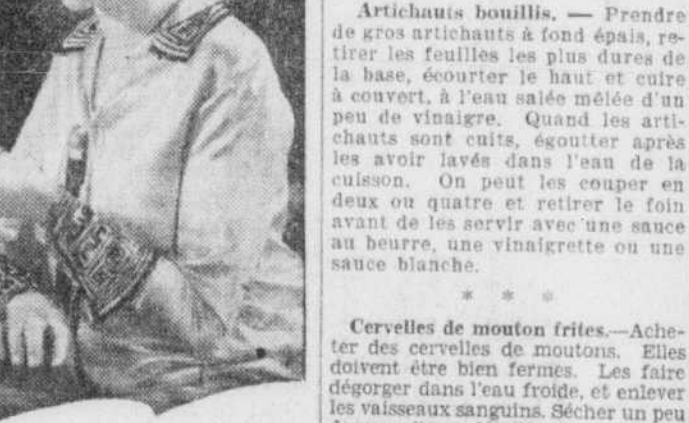 Artichauts bouillis. — Prendre
de gros artichauts à fond épais, re-
tirer les feuilles les plus dures de
la base, écourter le haut et cuire
à couvert, à l'eau salée mêlée d'un
peu de vinaigre. Quand les arti-
chauts sont cuits, égoutter après
les avoir lavés dans l'eau de la
cuisson. On peut les couper en
deux ou quatre et retirer le foin
avant de les servir avec une sauce
au beurre, une vinaigrette ou une
sauce blanche.
* * *
Cervelles de mouton frites.—Ache-
ter des cervelles de moutons. Elles
doivent être bien fermes. Les faire
dégorger dans l'eau froide, et enlever
les vaisseaux sanguins. Sécher un peu